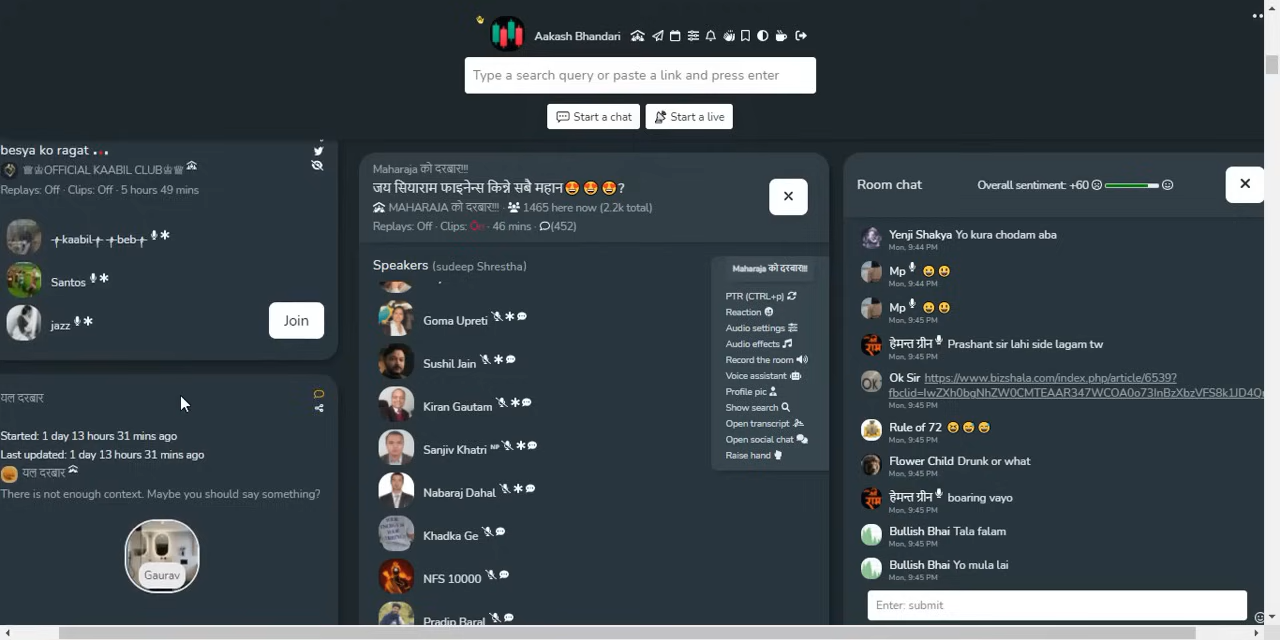 Aakash Bhandari
Type a search query or paste a link and press enter
Start a chat
Start a live
besya ko ragat
♕♔OFFICIAL KAABIL CLUB♔♕
Replays: Off · Clips: Off · 5 hours 49 mins
kaabil beb
Santos
jazz
Join
यल दरबार
Started: 1 day 13 hours 31 mins ago
Last updated: 1 day 13 hours 31 mins ago
यल दरबार
There is not enough context. Maybe you should say something?
Gaurav
Maharaja को दरबार!!!
जय सियाराम फाइनेन्स किन्ने सबै महान🤩🤩🤩?
MAHARAJA को दरबार!!! · 1465 here now (2.2k total)
Replays: Off · Clips: On · 46 mins · (452)
Speakers (sudeep Shrestha)
Goma Upreti
Sushil Jain
Kiran Gautam
Sanjiv Khatri NP
Nabaraj Dahal
Khadka Ge
NFS 10000
Pradip Baral
Maharaja को दरबार!!!
PTR (CTRL+p)
Reaction
Audio settings
Audio effects
Record the room
Voice assistant
Profile pic
Show search
Open transcript
Open social chat
Raise hand
Room chat
Overall sentiment: +60
Yenji Shakya Yo kura chodam aba
Mon, 9:44 PM
Mp 😀😀
Mon, 9:44 PM
Mp 😀😀
Mon, 9:45 PM
हेमन्त ग्रीन Prashant sir lahi side lagam tw
Mon, 9:45 PM
Ok Sir https://www.bizshala.com/index.php/article/6539?
fbclid=IwZXh0bgNhZW0CMTEAAR347WCOA0o73InBzXbzVFS8k1JD4Q
Mon, 9:45 PM
Rule of 72 😄😄😄
Mon, 9:45 PM
Flower Child Drunk or what
Mon, 9:45 PM
हेमन्त ग्रीन boaring vayo
Mon, 9:45 PM
Bullish Bhai Tala falam
Mon, 9:45 PM
Bullish Bhai Yo mula lai
Mon, 9:45 PM
Enter: submit